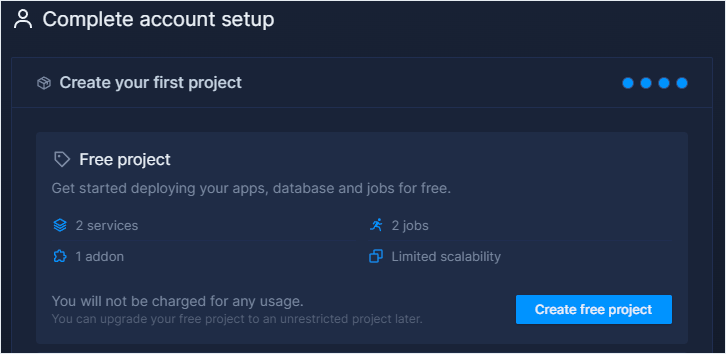 Complete account setup
Create your first project
Free project
Get started deploying your apps, database and jobs for free.
2 services
2 jobs
1 addon
Limited scalability
You will not be charged for any usage.
You can upgrade your free project to an unrestricted project later.
Create free project